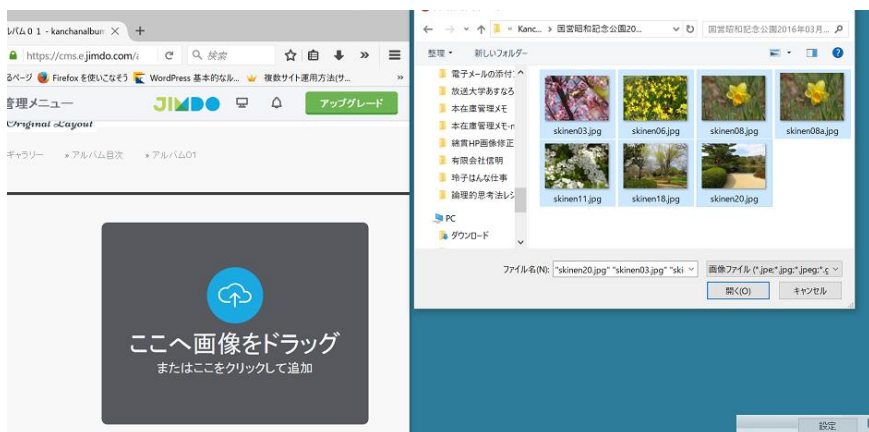 バム01 - kanchanalbum × +
https://cms.e.jimdo.com/a
検索
るページ Firefox を使いこなそう WordPress 基本的なル... 複数サイト運用方法(サ... »
管理メニュー
JIMDO
アップグレード
Original Layout
ギャラリー » アルバム目次 » アルバム01
ここへ画像をドラッグ
またはここをクリックして追加
« Kanc... › 国営昭和記念公園20...
国営昭和記念公園2016年03月...
整理 新しいフォルダー
電子メールの添付
放送大学あすなろ
本在庫管理メモ
本在庫管理メモ-n
綿貫HP画像修正
有限会社信明
玲子はんな仕事
論理的思考法レジ
PC
ダウンロード
skinen03.jpg skinen06.jpg skinen08.jpg skinen08a.jpg
skinen11.jpg skinen18.jpg skinen20.jpg
ファイル名(N): "skinen20.jpg" "skinen03.jpg" "ski
画像ファイル (*.jpe;*.jpg;*.jpeg;*.g
開く(O) キャンセル
設定